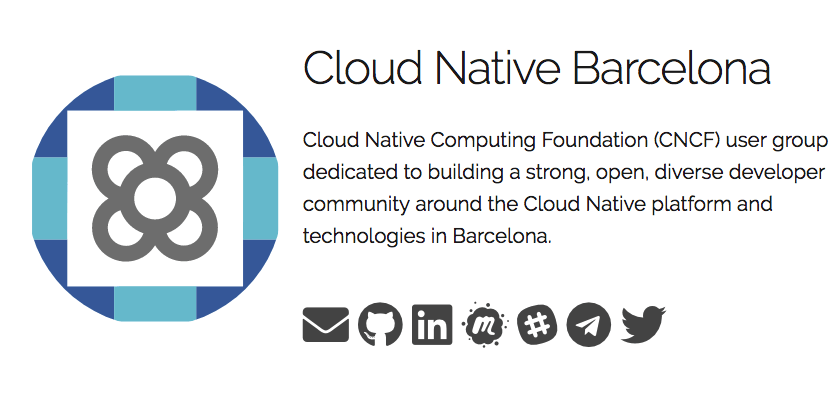 Cloud Native Barcelona
Cloud Native Computing Foundation (CNCF) user group
dedicated to building a strong, open, diverse developer
community around the Cloud Native platform and
technologies in Barcelona.
in
m
#